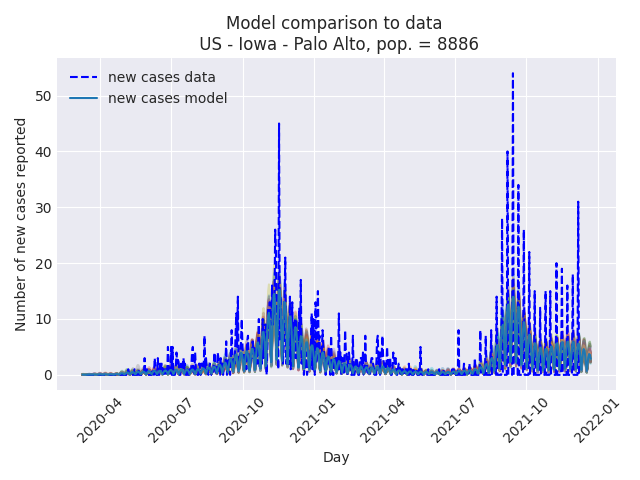 Model comparison to data
US - Iowa - Palo Alto, pop. = 8886
new cases data
new cases model
Number of new cases reported
50
40
30
20
10
0
2020-04
2020-07
2020-10
2021-01
2021-04
2021-07
2021-10
2022-01
Day